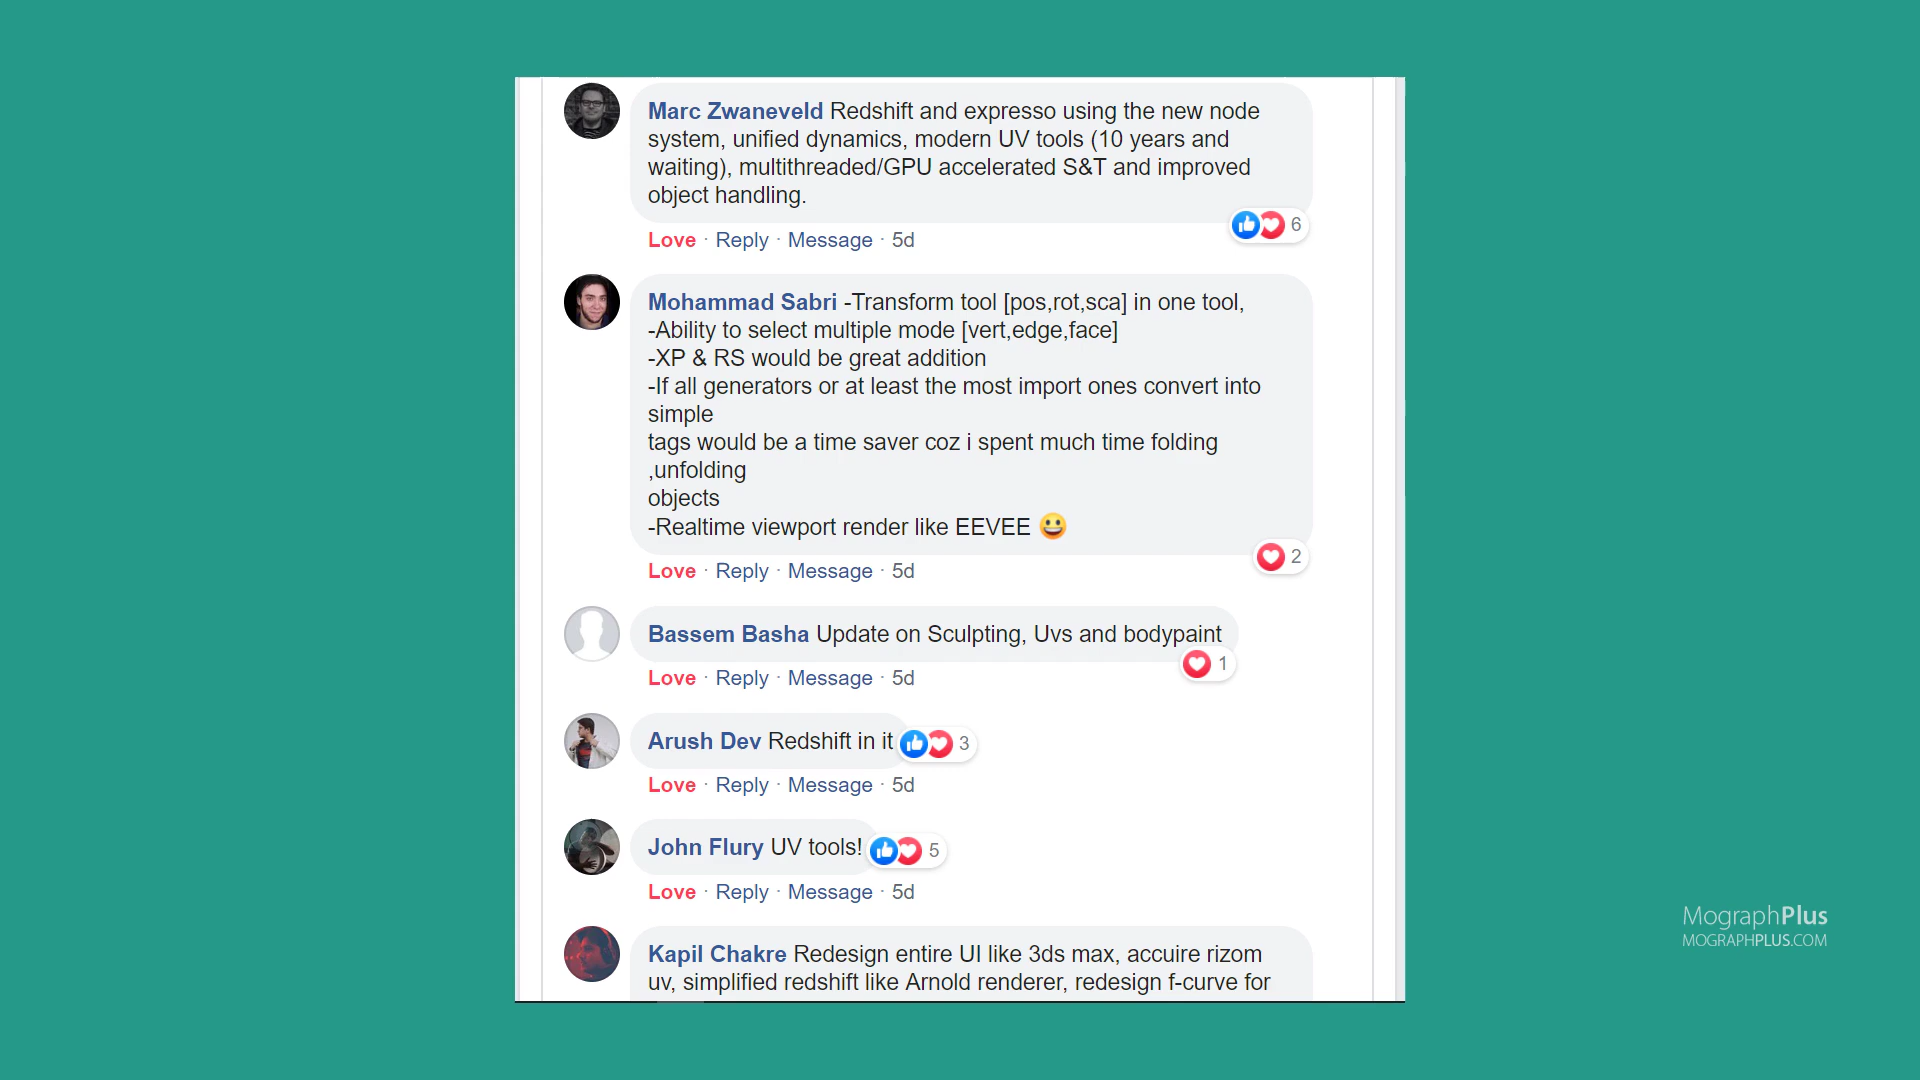 Marc Zwaneveld Redshift and expresso using the new node
system, unified dynamics, modern UV tools (10 years and
waiting), multithreaded/GPU accelerated S&T and improved
object handling.
6
Love · Reply · Message · 5d
Mohammad Sabri -Transform tool [pos,rot,sca] in one tool,
-Ability to select multiple mode [vert,edge,face]
-XP & RS would be great addition
-If all generators or at least the most import ones convert into
simple
tags would be a time saver coz i spent much time folding
,unfolding
objects
-Realtime viewport render like EEVEE 😀
2
Love · Reply · Message · 5d
Bassem Basha Update on Sculpting, Uvs and bodypaint
1
Love · Reply · Message · 5d
Arush Dev Redshift in it
3
Love · Reply · Message · 5d
John Flury UV tools!
5
Love · Reply · Message · 5d
Kapil Chakre Redesign entire UI like 3ds max, accuire rizom
uv, simplified redshift like Arnold renderer, redesign f-curve for
MographPlus
MOGRAPHPLUS.COM